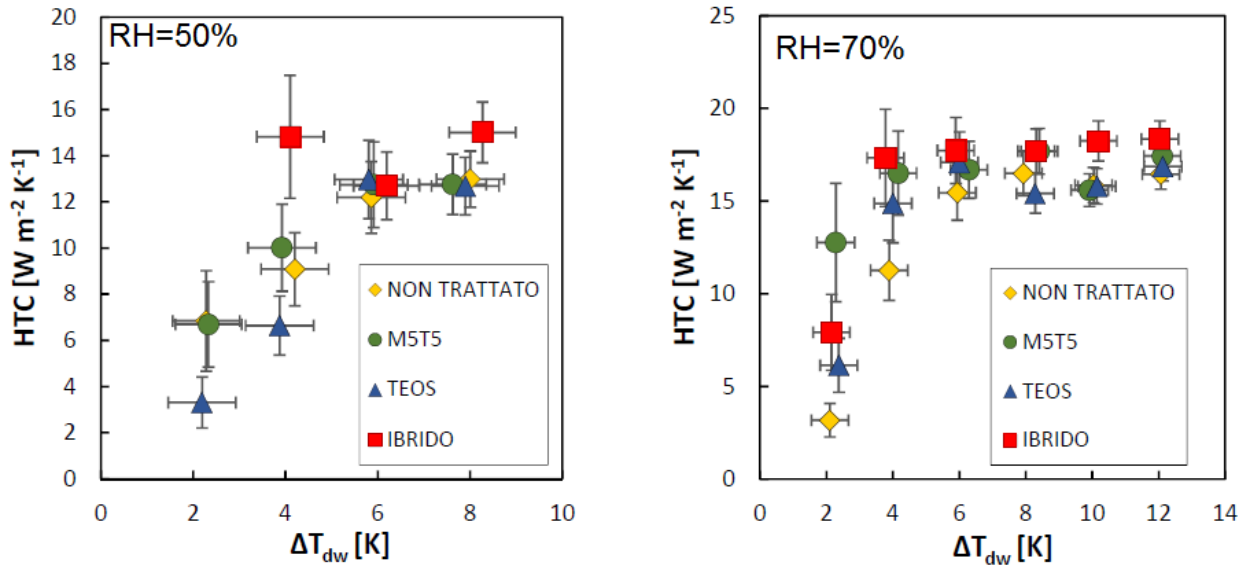 RH=50%
HTC [W m⁻² K⁻¹]
20
18
16
14
12
10
8
6
4
2
0
NON TRATTATO
M5T5
TEOS
IBRIDO
0 2 4 6 8 10
ΔT_dw [K]
RH=70%
HTC [W m⁻² K⁻¹]
25
20
15
10
5
0
NON TRATTATO
M5T5
TEOS
IBRIDO
0 2 4 6 8 10 12 14
ΔT_dw [K]